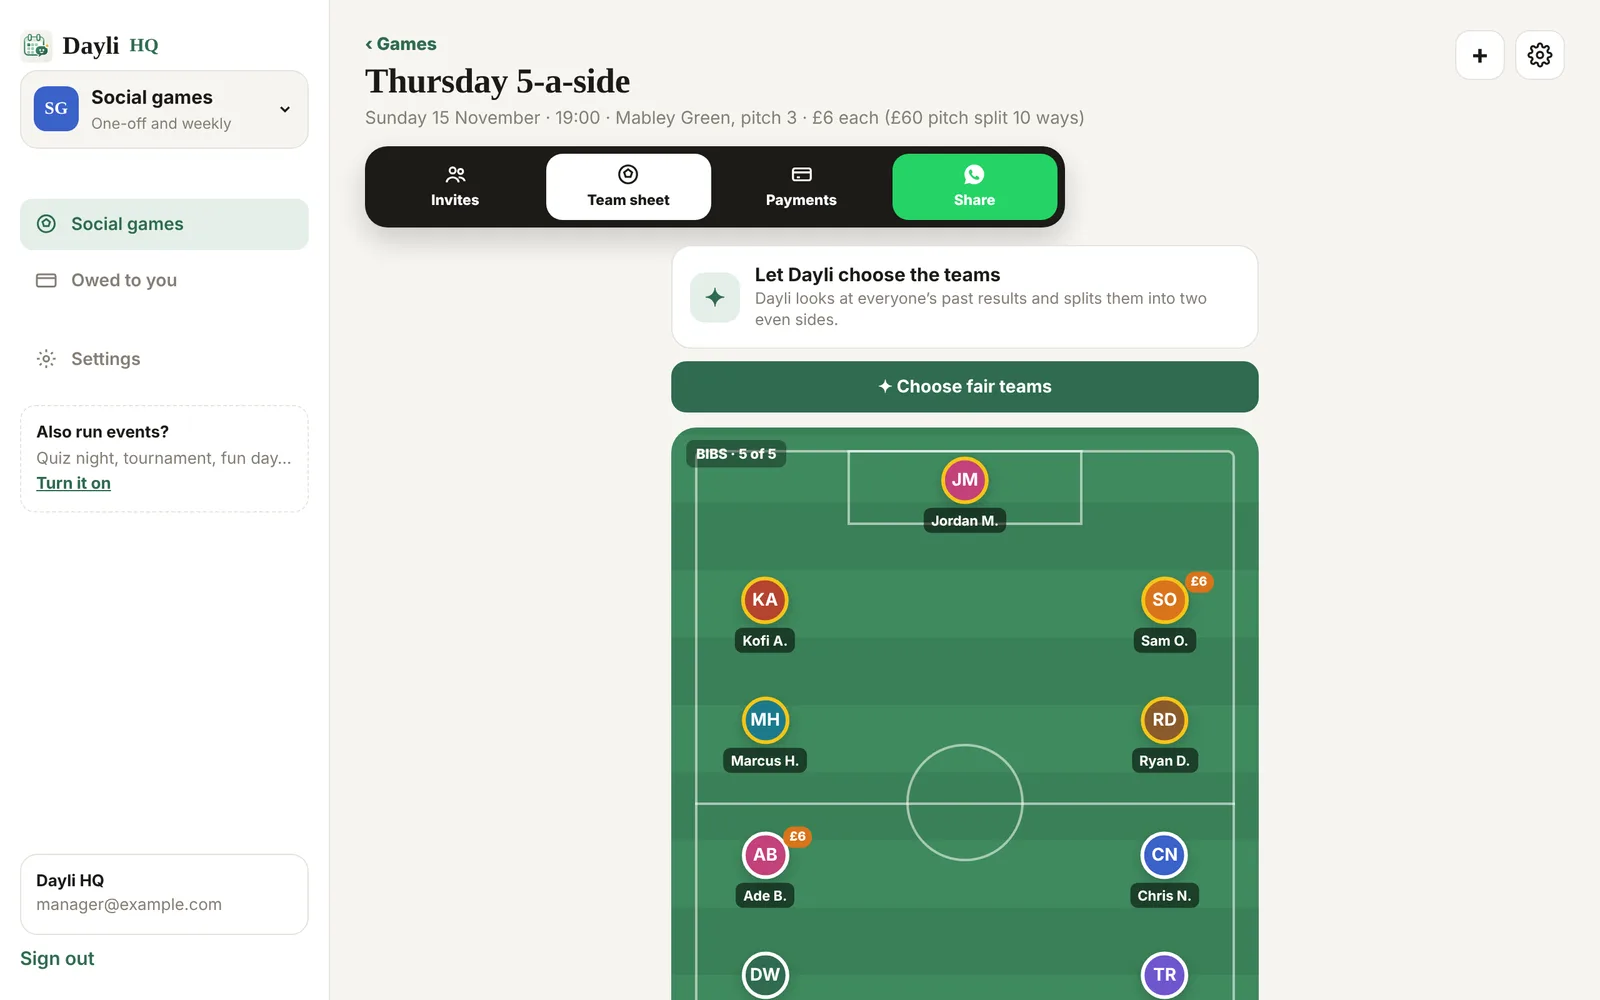 Dayli HQ
SG
Social games
One-off and weekly
Social games
Owed to you
Settings
Also run events?
Quiz night, tournament, fun day...
Turn it on
Dayli HQ
manager@example.com
Sign out
‹ Games
Thursday 5-a-side
Sunday 15 November · 19:00 · Mabley Green, pitch 3 · £6 each (£60 pitch split 10 ways)
+
Invites
Team sheet
Payments
Share
Let Dayli choose the teams
Dayli looks at everyone’s past results and splits them into two
even sides.
✦ Choose fair teams
BIBS · 5 of 5
JM
Jordan M.
KA
Kofi A.
£6
SO
Sam O.
MH
Marcus H.
RD
Ryan D.
£6
AB
Ade B.
CN
Chris N.
DW
TR